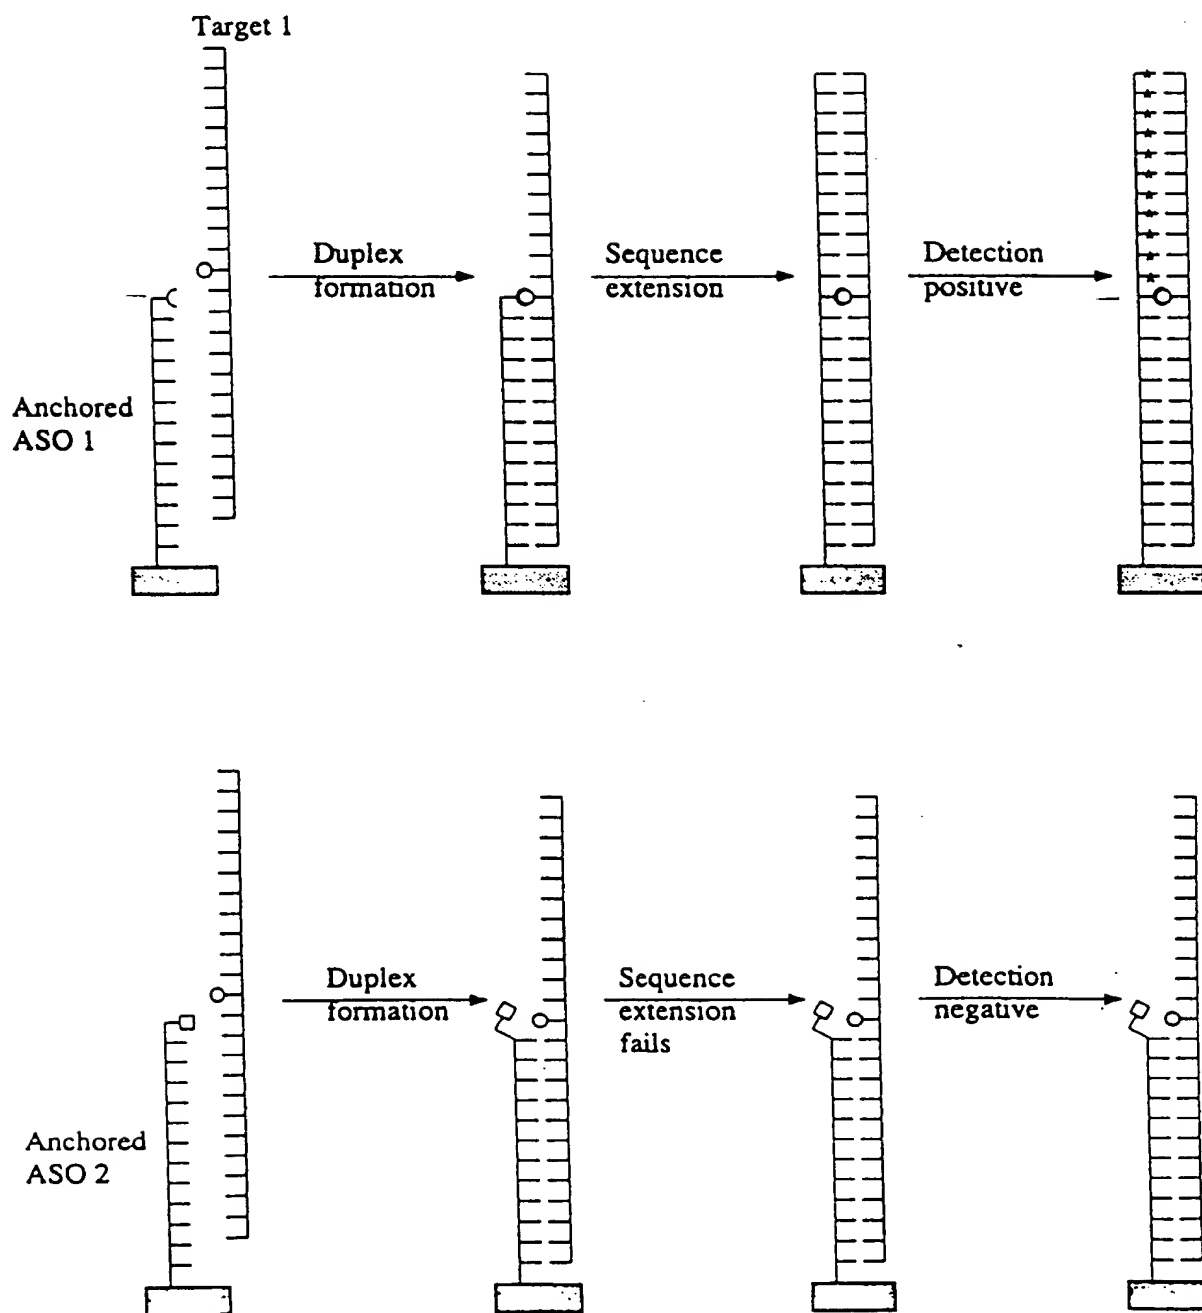 Target 1
Duplex
formation
Sequence
extension
Detection
positive
Anchored
ASO 1
Duplex
formation
Sequence
extension
fails
Detection
negative
Anchored
ASO 2